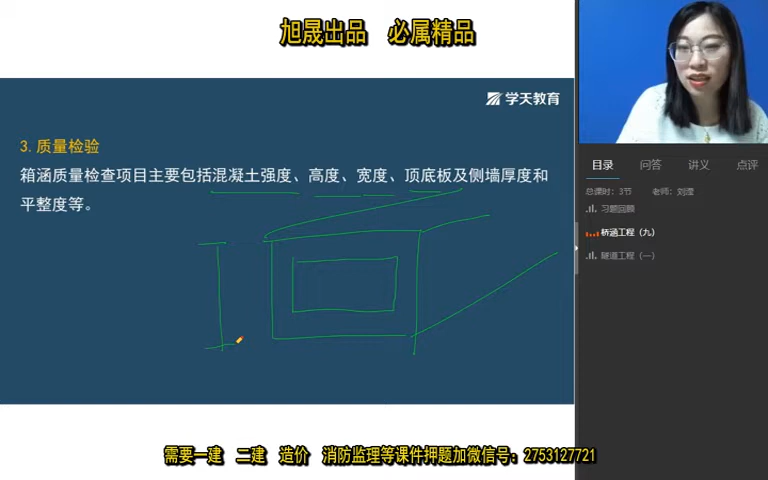 旭晟出品 必属精品
学天教育
3.质量检验
箱涵质量检查项目主要包括混凝土强度、高度、宽度、顶底板及侧墙厚度和
平整度等。
目录 问答 讲义 点评
总课时：3节 老师：刘滢
习题回顾
桥涵工程（九）
隧道工程（一）
需要一建 二建 造价 消防监理等课件押题加微信号：2753127721